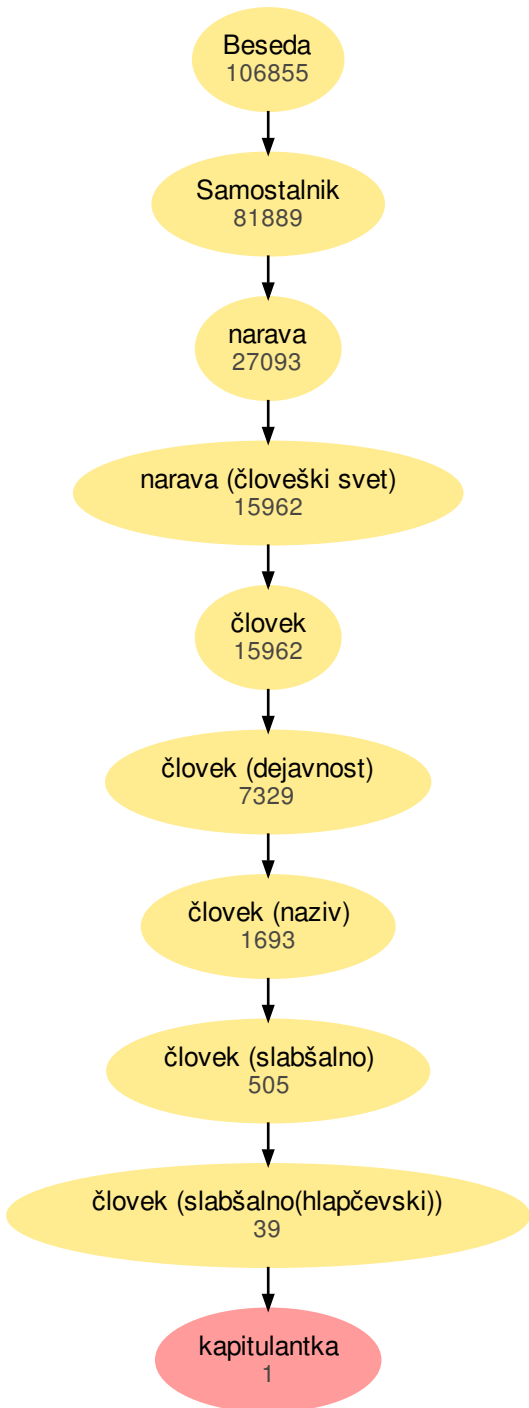 Beseda
106855
Samostalnik
81889
narava
27093
narava (človeški svet)
15962
človek
15962
človek (dejavnost)
7329
človek (naziv)
1693
človek (slabšalno)
505
človek (slabšalno(hlapčevski))
39
kapitulantka
1